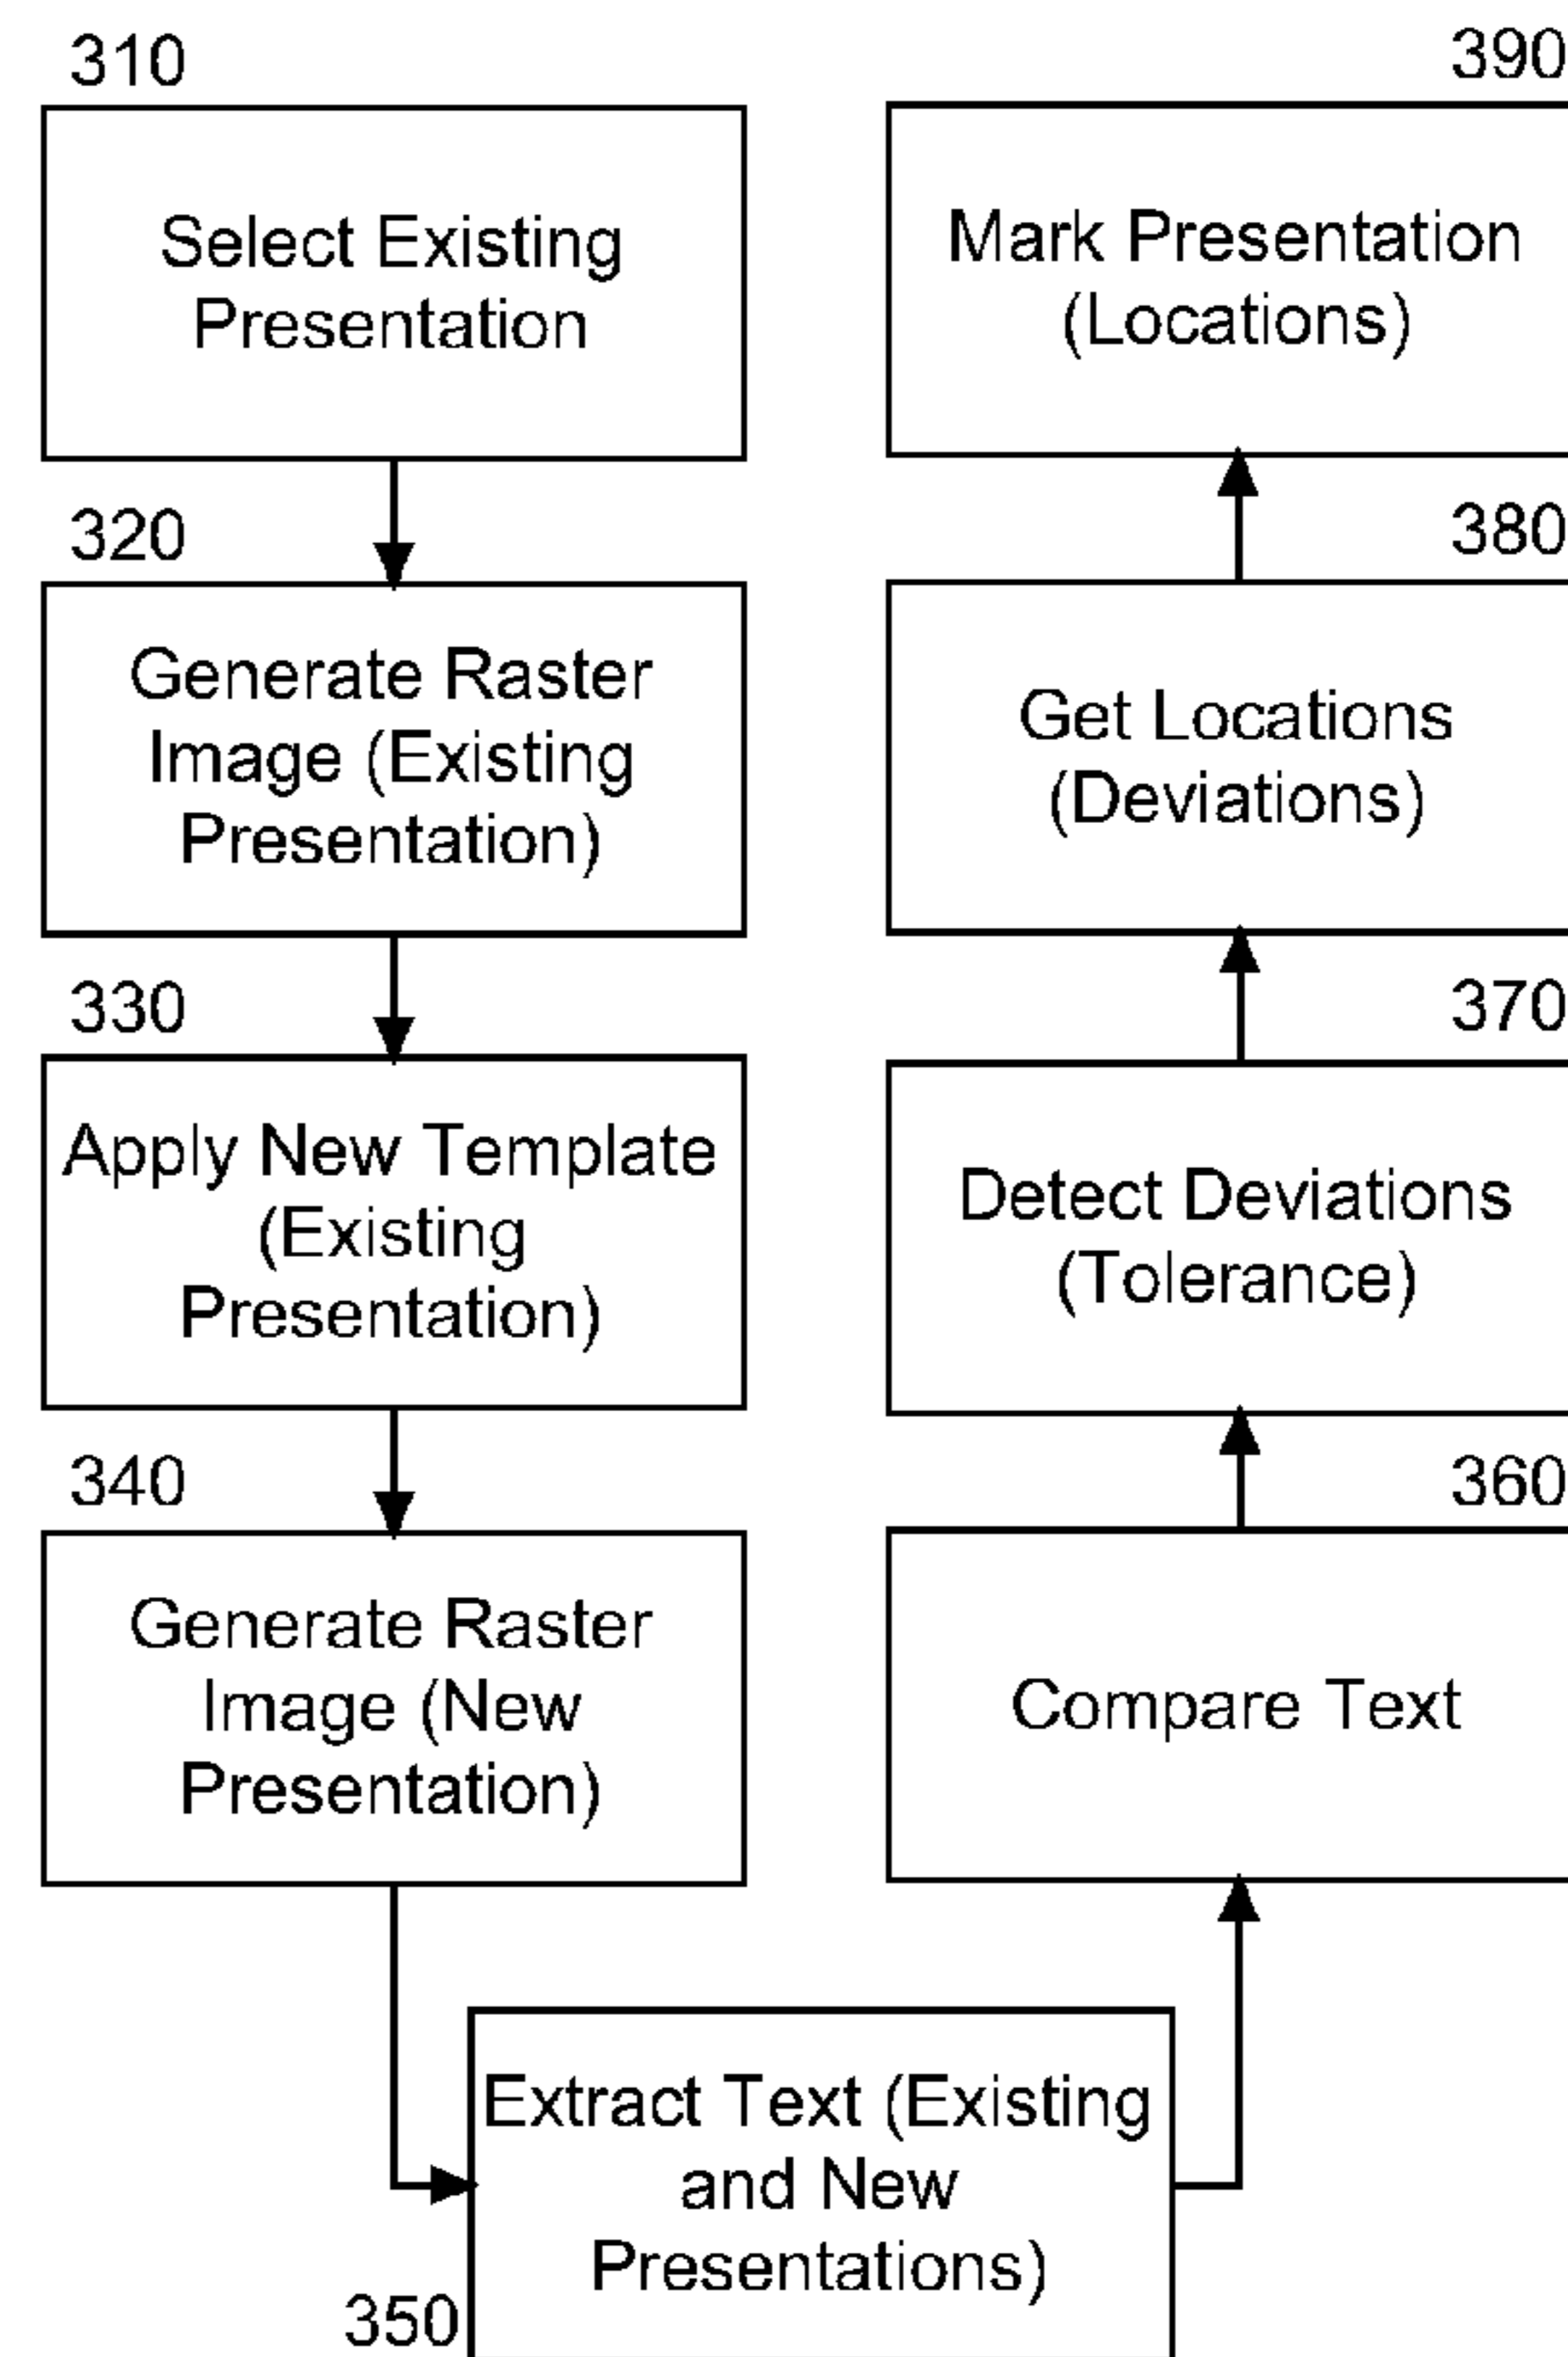 310
Select Existing
Presentation
320
Generate Raster
Image (Existing
Presentation)
330
Apply New Template
(Existing
Presentation)
340
Generate Raster
Image (New
Presentation)
350
Extract Text (Existing
and New
Presentations)
360
Compare Text
370
Detect Deviations
(Tolerance)
380
Get Locations
(Deviations)
390
Mark Presentation
(Locations)